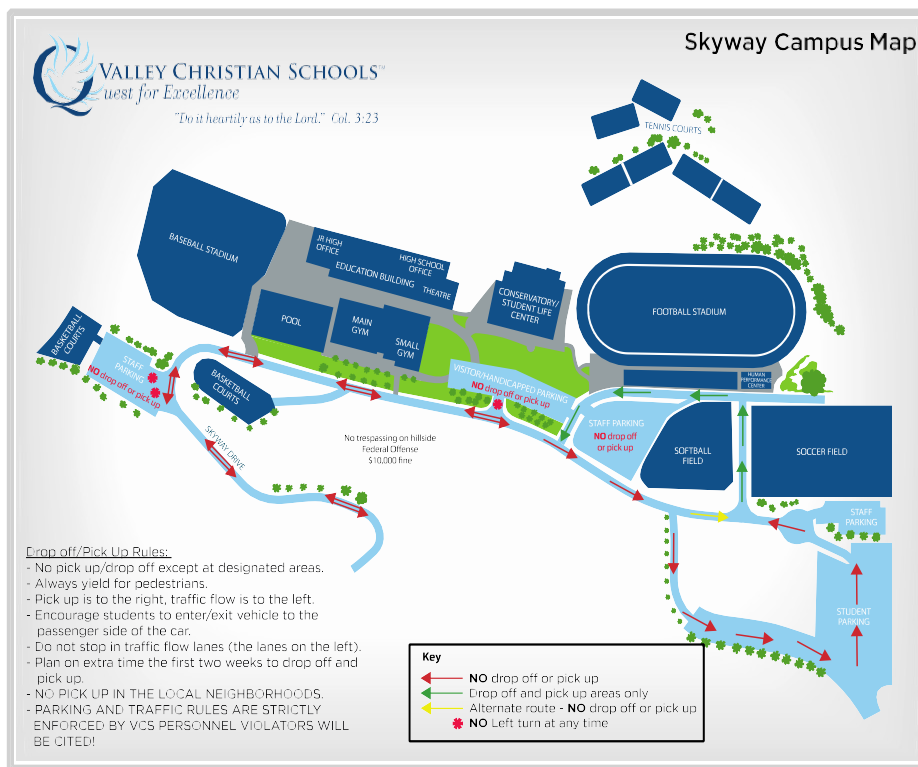 Skyway Campus Map
VALLEY CHRISTIAN SCHOOLS™
Quest for Excellence
"Do it heartily as to the Lord." Col. 3:23
TENNIS COURTS
BASEBALL STADIUM
JR HIGH
OFFICE
HIGH SCHOOL
OFFICE
EDUCATION BUILDING
THEATRE
CONSERVATORY/
STUDENT LIFE
CENTER
FOOTBALL STADIUM
POOL
MAIN
GYM
SMALL
GYM
BASKETBALL
COURTS
STAFF
PARKING
NO drop off or pick up
BASKETBALL
COURTS
VISITOR/HANDICAPPED PARKING
NO drop off or pick up
HUMAN
PERFORMANCE
CENTER
STAFF PARKING
NO drop off
or pick up
SOFTBALL
FIELD
SOCCER FIELD
SKYWAY DRIVE
No trespassing on hillside
Federal Offense
$10,000 fine
STAFF
PARKING
STUDENT
PARKING
Drop off/Pick Up Rules:
- No pick up/drop off except at designated areas.
- Always yield for pedestrians.
- Pick up is to the right, traffic flow is to the left.
- Encourage students to enter/exit vehicle to the
passenger side of the car.
- Do not stop in traffic flow lanes (the lanes on the left).
- Plan on extra time the first two weeks to drop off and
pick up.
- NO PICK UP IN THE LOCAL NEIGHBORHOODS.
- PARKING AND TRAFFIC RULES ARE STRICTLY
ENFORCED BY VCS PERSONNEL VIOLATORS WILL
BE CITED!
Key
NO drop off or pick up
Drop off and pick up areas only
Alternate route - NO drop off or pick up
NO Left turn at any time